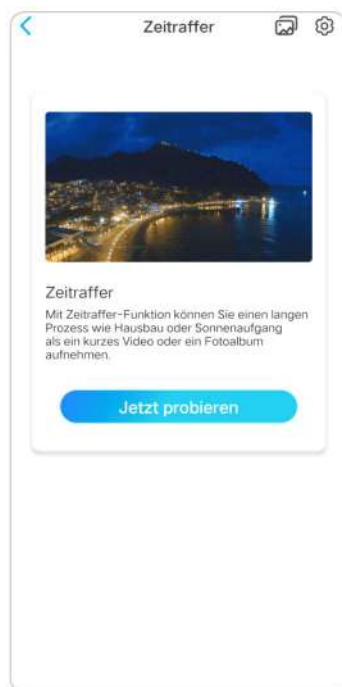 Zeitraffer
Zeitraffer
Mit Zeitraffer-Funktion können Sie einen langen
Prozess wie Hausbau oder Sonnenaufgang
als ein kurzes Video oder ein Fotoalbum
aufnehmen.
Jetzt probieren